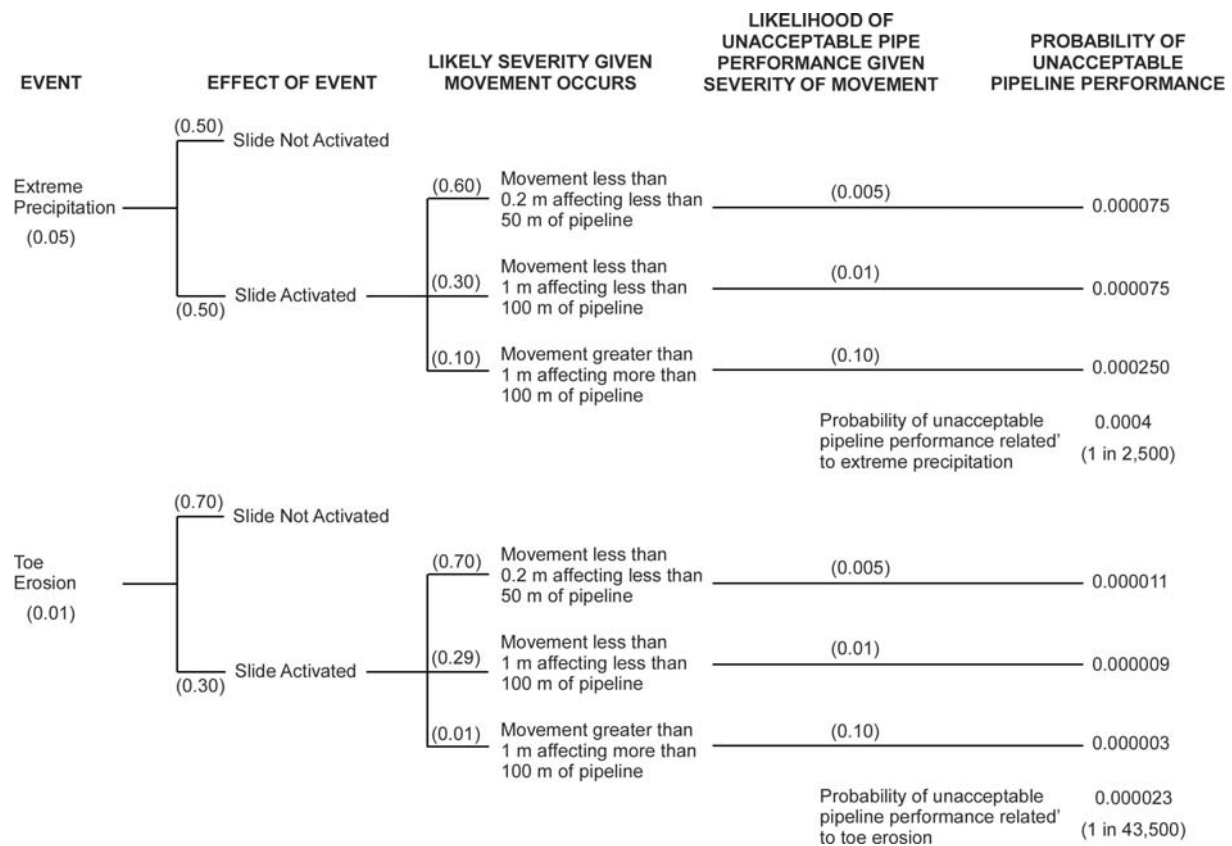 EVENT
EFFECT OF EVENT
LIKELY SEVERITY GIVEN
MOVEMENT OCCURS
LIKELIHOOD OF
UNACCEPTABLE PIPE
PERFORMANCE GIVEN
SEVERITY OF MOVEMENT
PROBABILITY OF
UNACCEPTABLE
PIPELINE PERFORMANCE
Extreme
Precipitation
(0.05)
(0.50)
Slide Not Activated
(0.50)
Slide Activated
(0.60)
Movement less than
0.2 m affecting less than
50 m of pipeline
(0.005)
0.000075
(0.30)
Movement less than
1 m affecting less than
100 m of pipeline
(0.01)
0.000075
(0.10)
Movement greater than
1 m affecting more than
100 m of pipeline
(0.10)
0.000250
Probability of unacceptable
pipeline performance related’
to extreme precipitation
0.0004
(1 in 2,500)
Toe
Erosion
(0.01)
(0.70)
Slide Not Activated
(0.30)
Slide Activated
(0.70)
Movement less than
0.2 m affecting less than
50 m of pipeline
(0.005)
0.000011
(0.29)
Movement less than
1 m affecting less than
100 m of pipeline
(0.01)
0.000009
(0.01)
Movement greater than
1 m affecting more than
100 m of pipeline
(0.10)
0.000003
Probability of unacceptable
pipeline performance related’
to toe erosion
0.000023
(1 in 43,500)